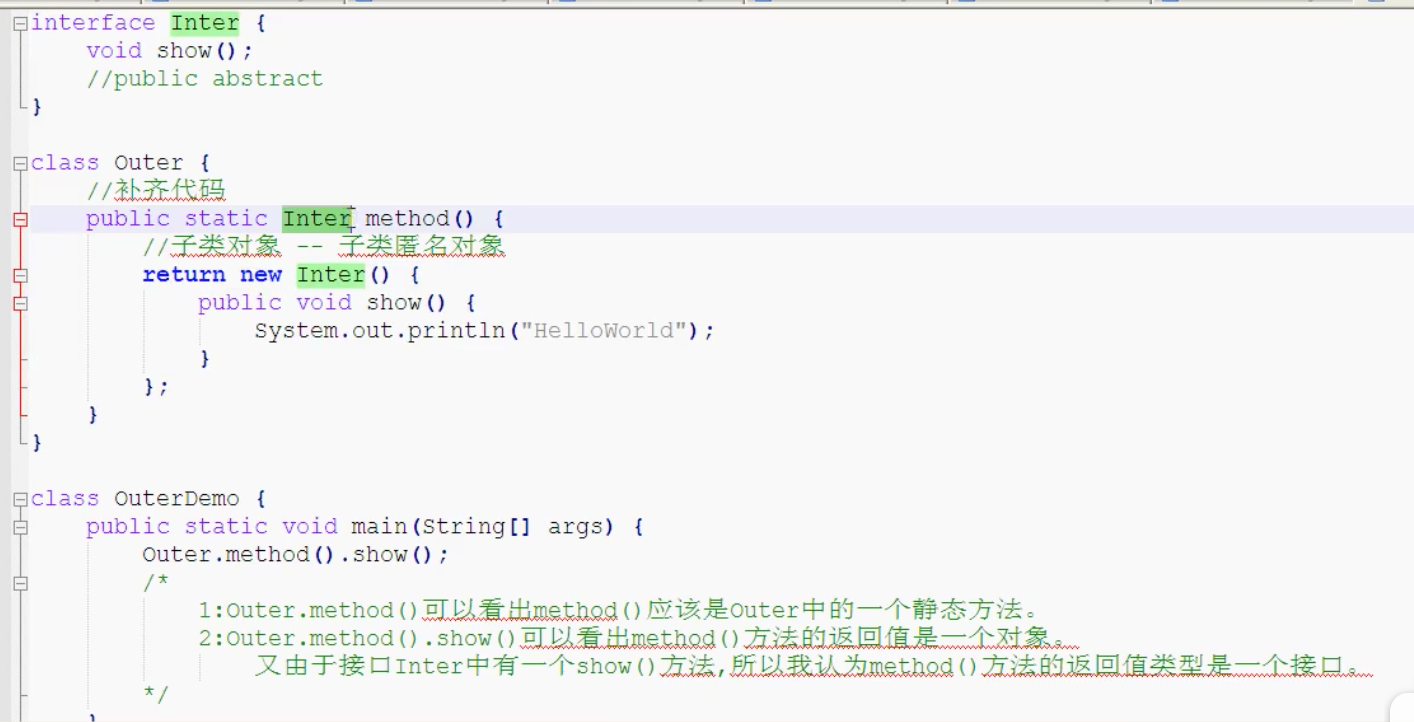 interface Inter {
    void show();
    //public abstract
}

class Outer {
    //补齐代码
    public static Inter method() {
        //子类对象 -- 子类匿名对象
        return new Inter() {
            public void show() {
                System.out.println("HelloWorld");
            }
        };
    }
}

class OuterDemo {
    public static void main(String[] args) {
        Outer.method().show();
        /*
            1:Outer.method()可以看出method()应该是Outer中的一个静态方法。
            2:Outer.method().show()可以看出method()方法的返回值是一个对象。
                又由于接口Inter中有一个show()方法,所以我认为method()方法的返回值类型是一个接口。
        */
    }